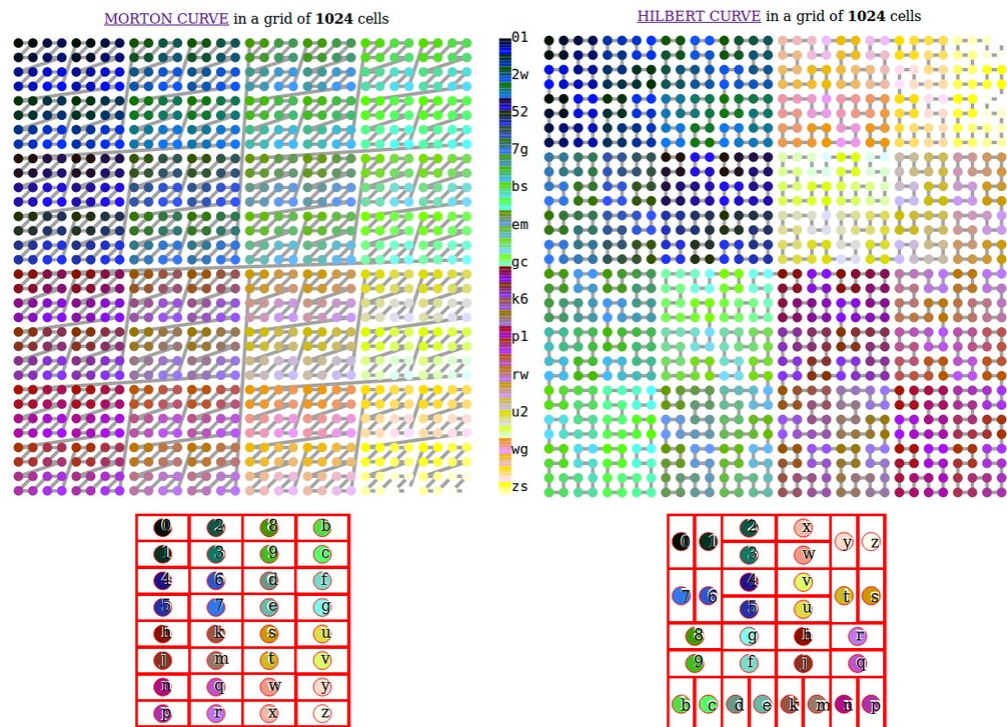 MORTON CURVE in a grid of 1024 cells
HILBERT CURVE in a grid of 1024 cells
01
2w
52
7g
bs
em
gc
k6
p1
rw
u2
wg
zs
0 2 8 b
1 3 9 c
4 6 d f
5 7 e g
h k s u
j m t v
n q w y
p r x z
0 1 2 x y z
3 w
7 6 4 v t s
5 u
8 g h r
9 f j q
b c d e k m n p